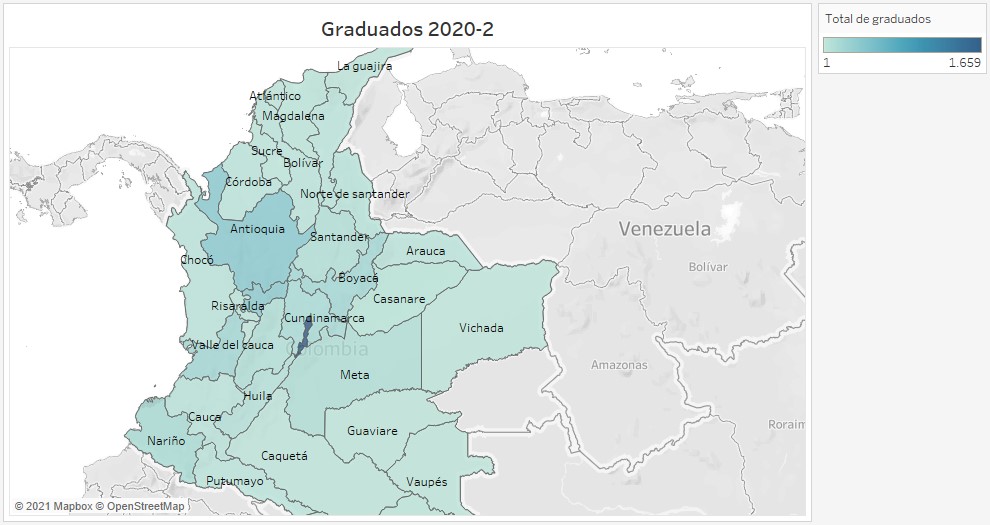 Graduados 2020-2
Total de graduados
1
1.659
La guajira
Atlántico
Magdalena
Sucre
Bolívar
Córdoba
Norte de santander
Antioquia
Santander
Venezuela
Arauca
Chocó
Bolívar
Boyacá
Casanare
Risaralda
Cundinamarca
Vichada
Valle del cauca
Colombia
Amazonas
Meta
Huila
Cauca
Roraim
Nariño
Guaviare
Caquetá
Putumayo
Vaupés
© 2021 Mapbox © OpenStreetMap